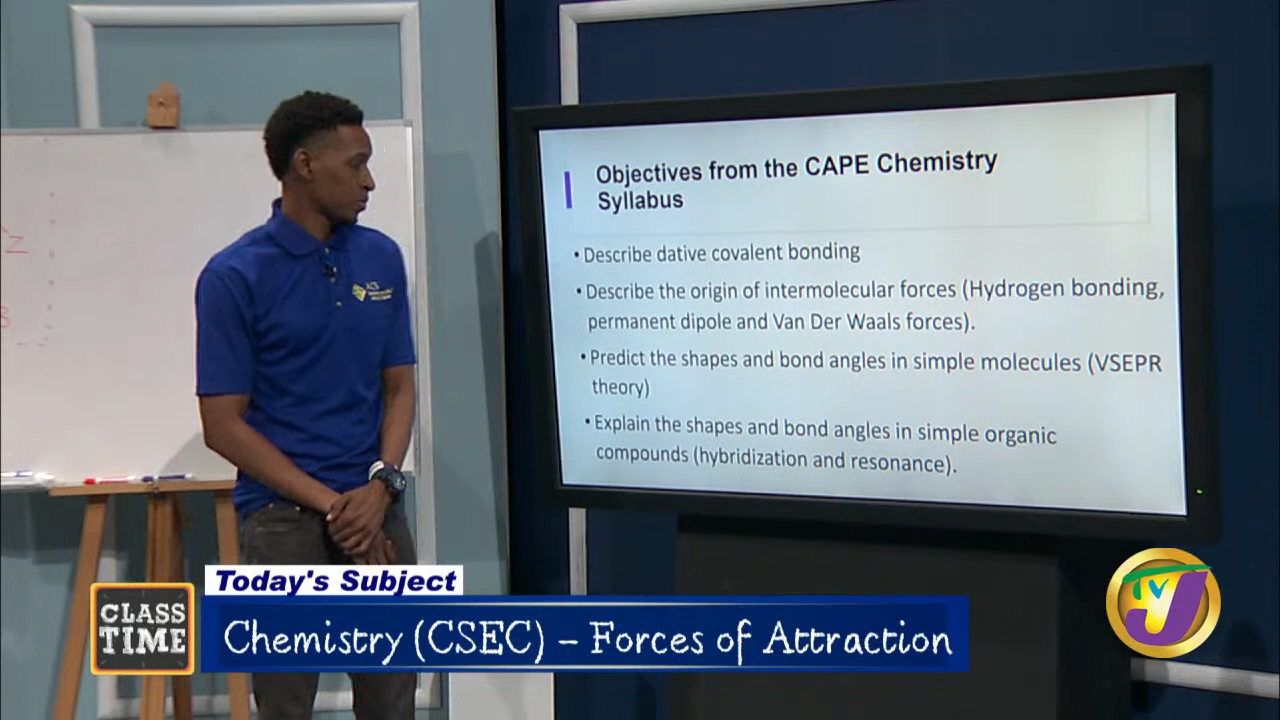 Objectives from the CAPE Chemistry
Syllabus
• Describe dative covalent bonding
• Describe the origin of intermolecular forces (Hydrogen bonding,
permanent dipole and Van Der Waals forces).
• Predict the shapes and bond angles in simple molecules (VSEPR
theory)
• Explain the shapes and bond angles in simple organic
compounds (hybridization and resonance).
ACS
Today's Subject
CLASS
TIME
Chemistry (CSEC) – Forces of Attraction
TVJ